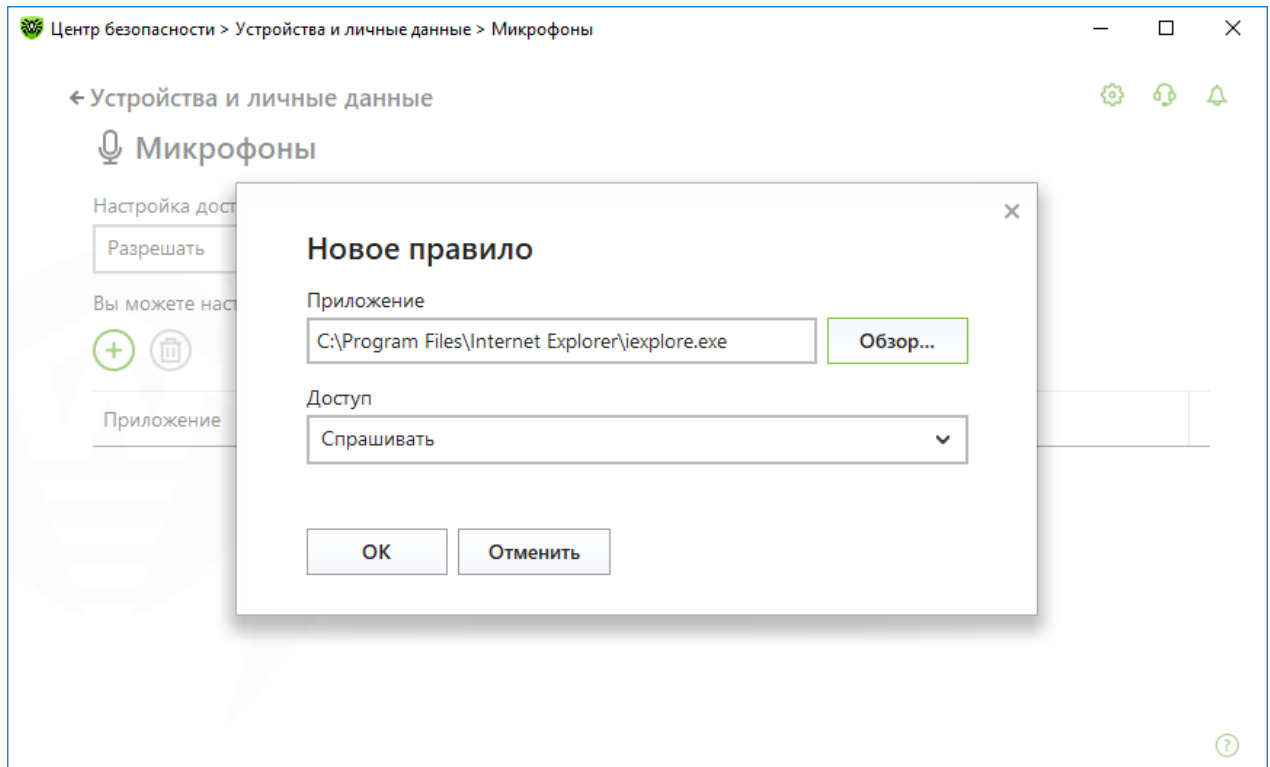 Центр безопасности > Устройства и личные данные > Микрофоны
Устройства и личные данные
Микрофоны
Настройка дост
Разрешать
Вы можете наст
Приложение
Новое правило
Приложение
C:\Program Files\Internet Explorer\iexplore.exe
Обзор...
Доступ
Спрашивать
ОК
Отменить